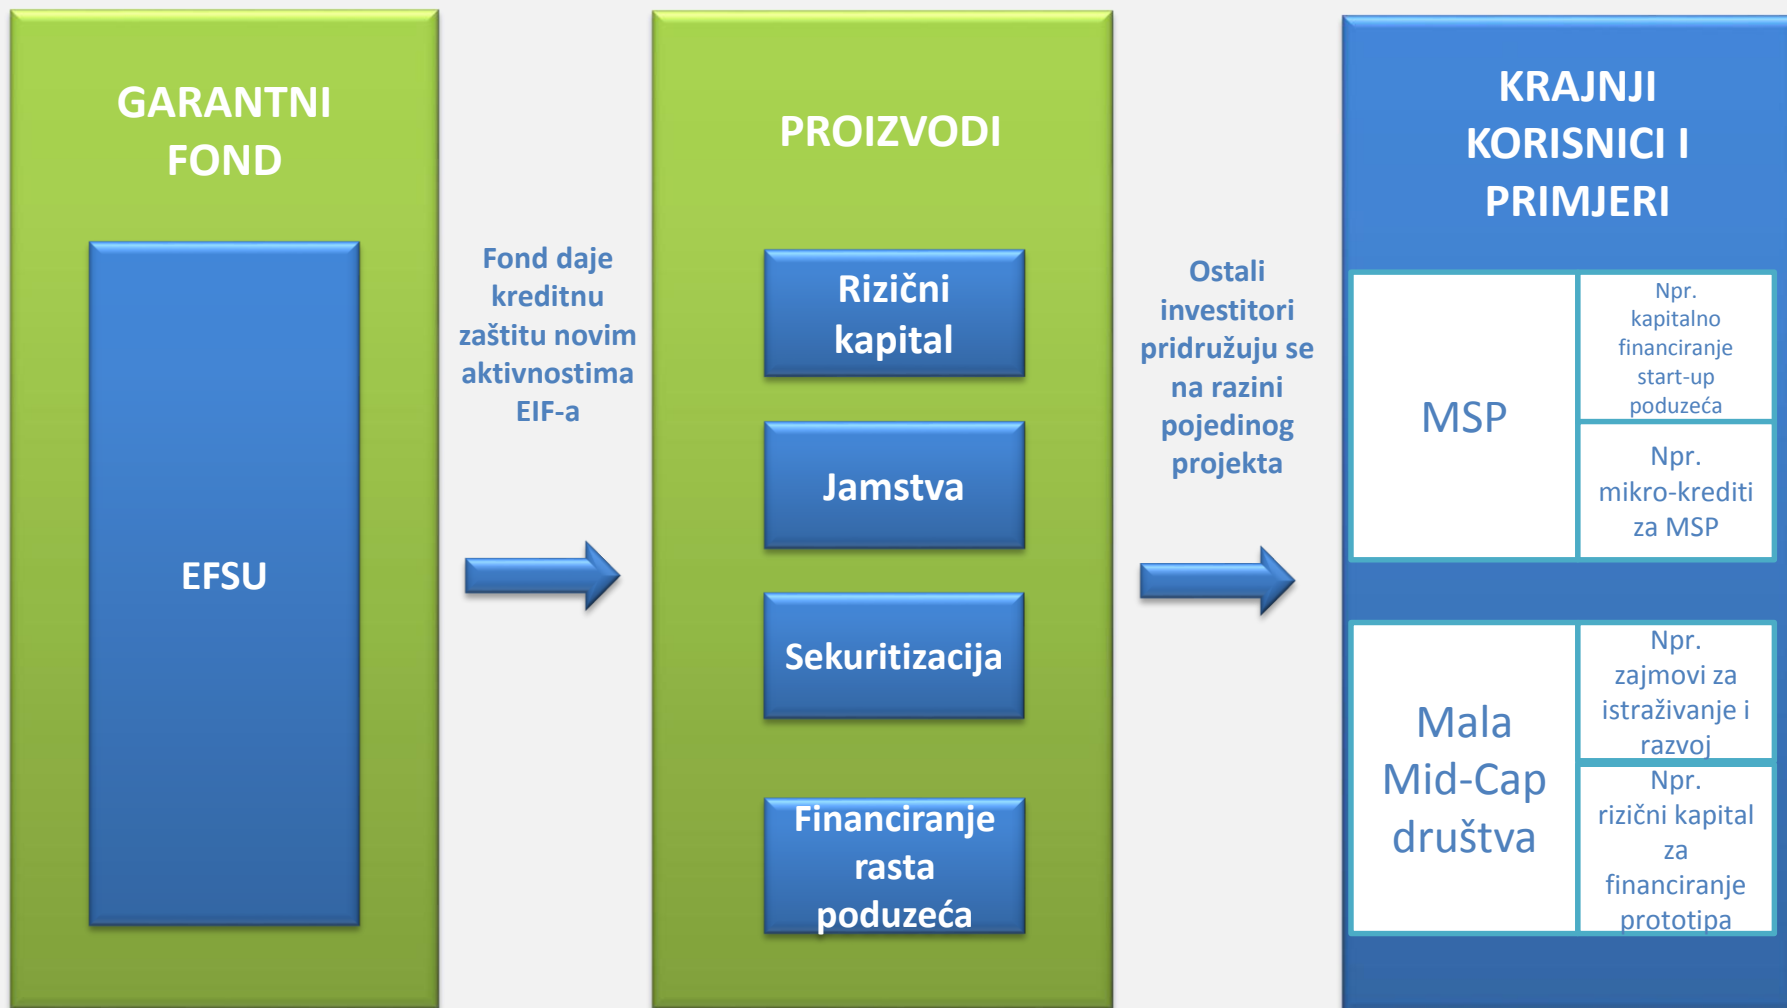 GARANTNI
FOND
EFSU
Fond daje
kreditnu
zaštitu novim
aktivnostima
EIF-a
PROIZVODI
Rizični
kapital
Jamstva
Sekuritizacija
Financiranje
rasta
poduzeća
Ostali
investitori
pridružuju se
na razini
pojedinog
projekta
KRAJNJI
KORISNICI I
PRIMJERI
MSP
Npr.
kapitalno
financiranje
start-up
poduzeća
Npr.
mikro-krediti
za MSP
Mala
Mid-Cap
društva
Npr.
zajmovi za
istraživanje i
razvoj
Npr.
rizični kapital
za
financiranje
prototipa